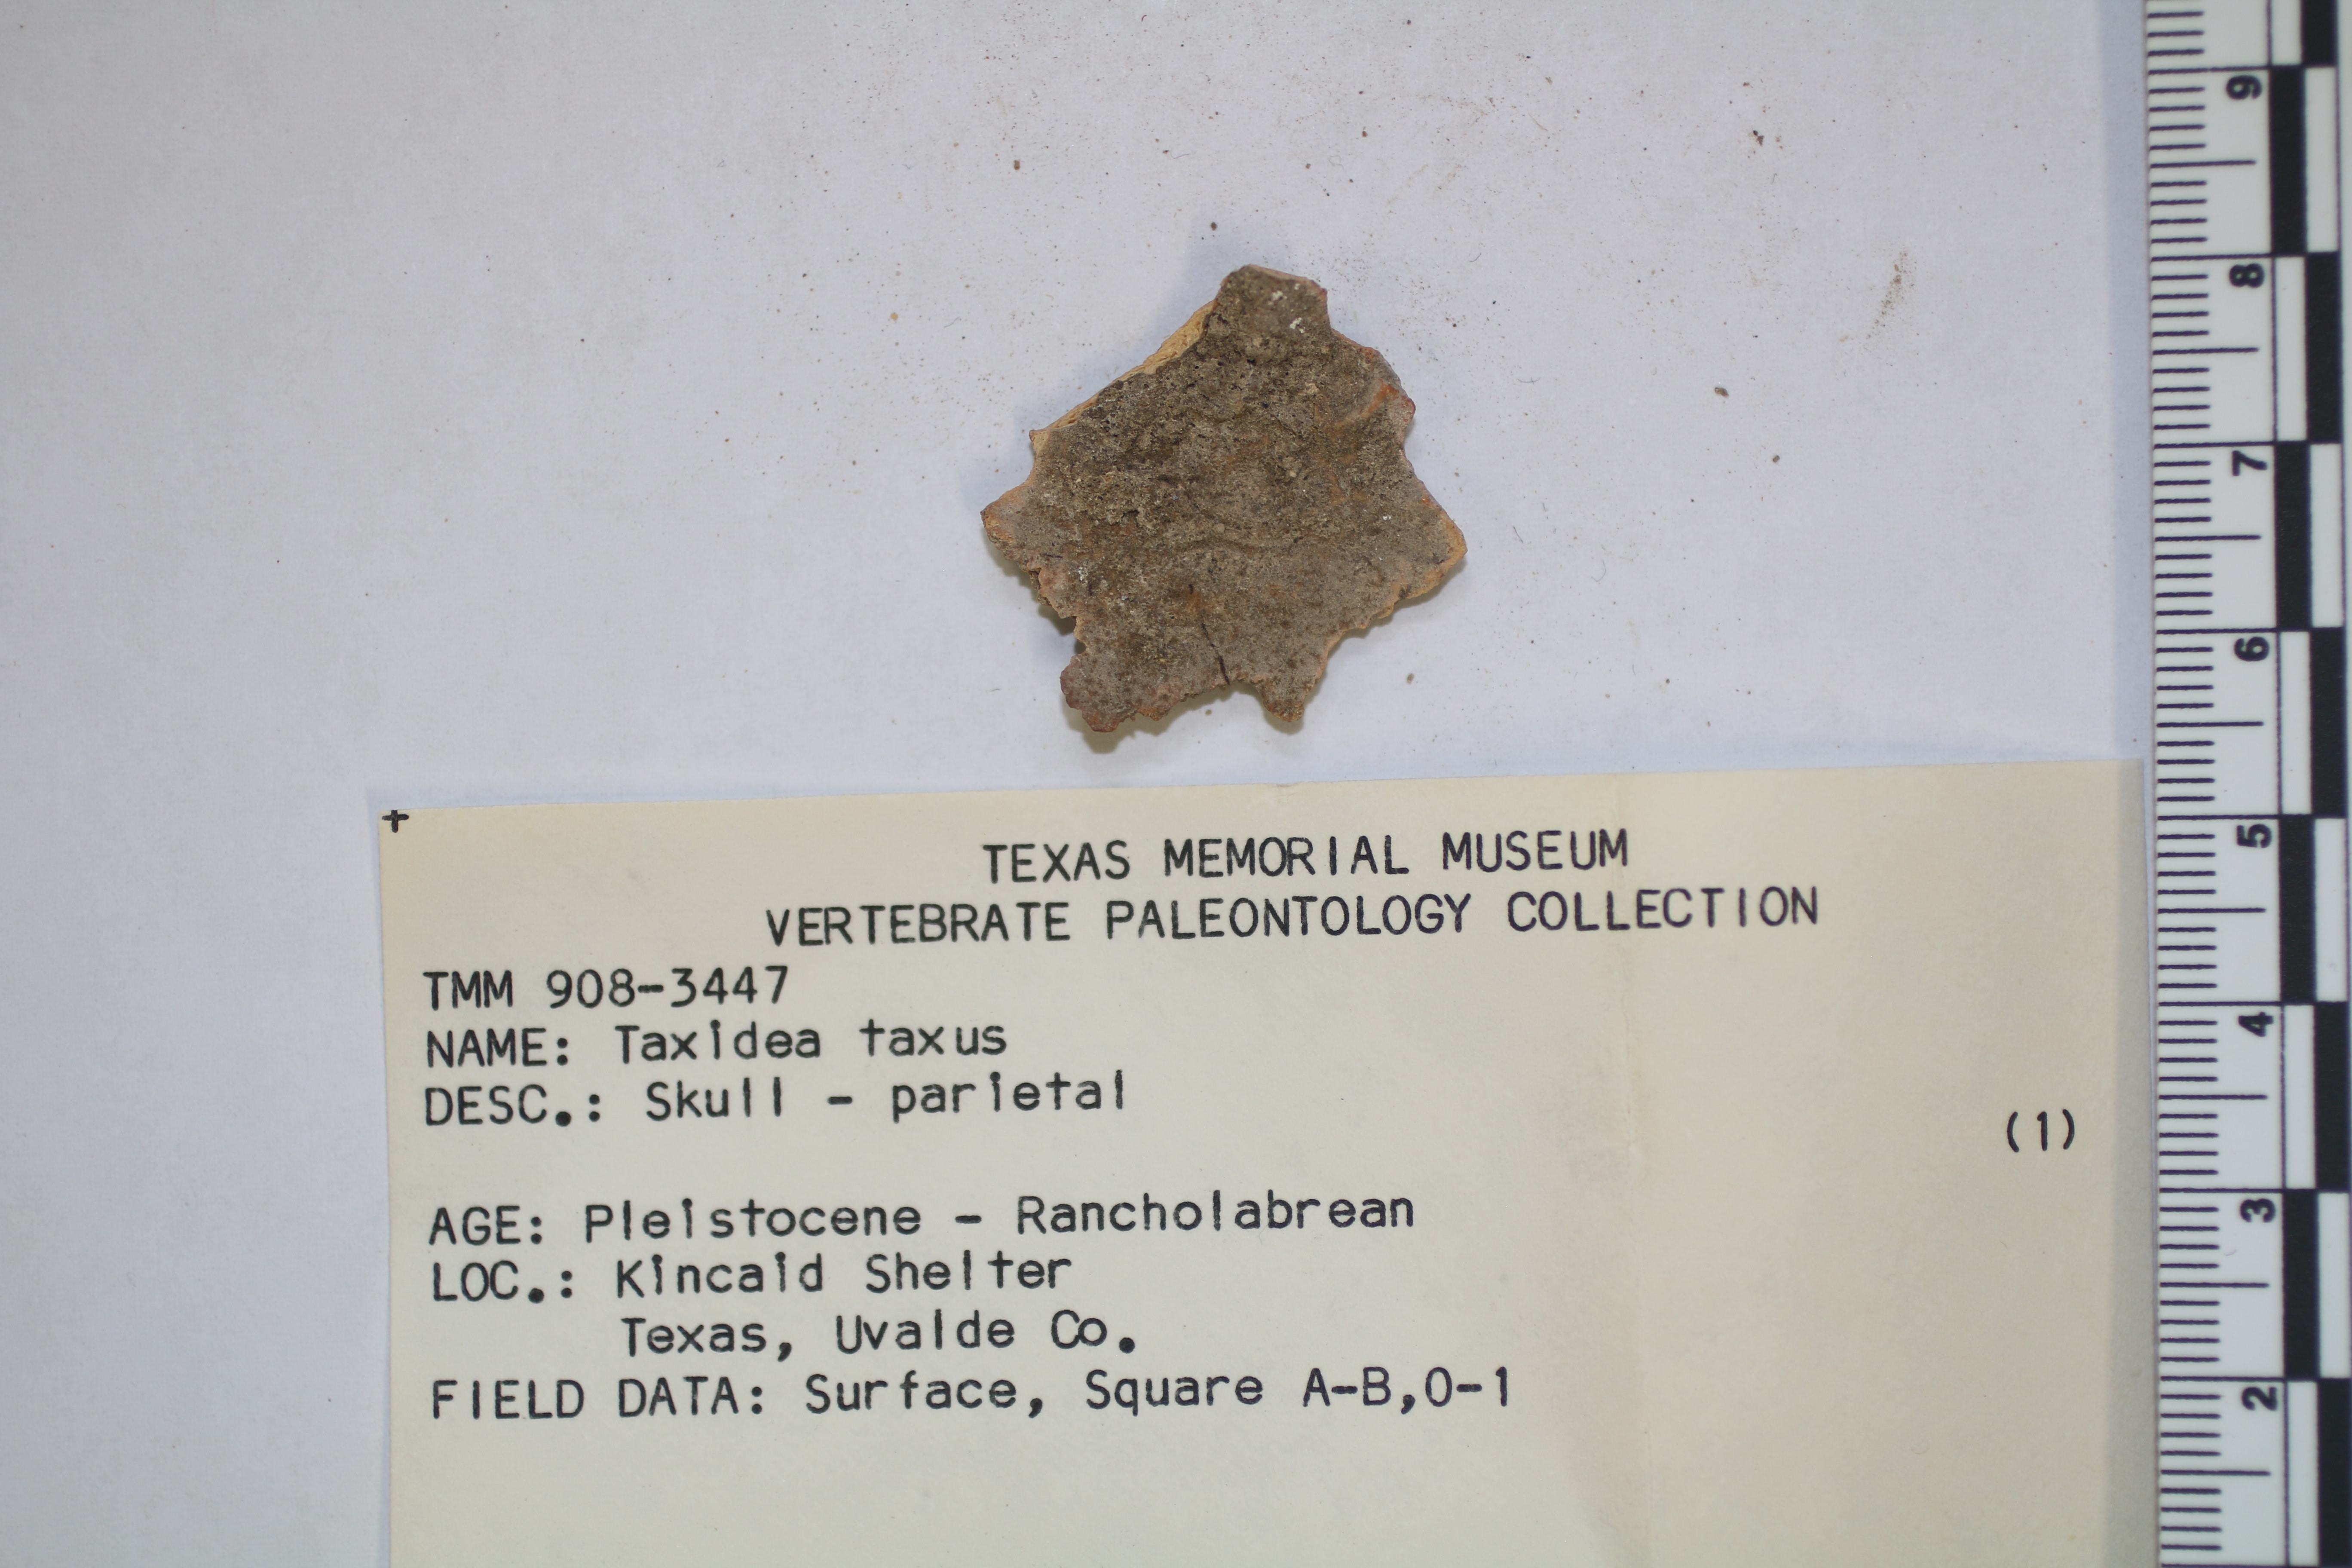 TEXAS MEMORIAL MUSEUM
VERTEBRATE PALEONTOLOGY COLLECTION
TMM 908-3447
NAME: Taxidea taxus
DESC.: Skull - parietal
(1)
AGE: Pleistocene - Rancholabrean
LOC.: Kincaid Shelter
Texas, Uvalde Co.
FIELD DATA: Surface, Square A-B,0-1
9
8
7
6
5
4
3
2